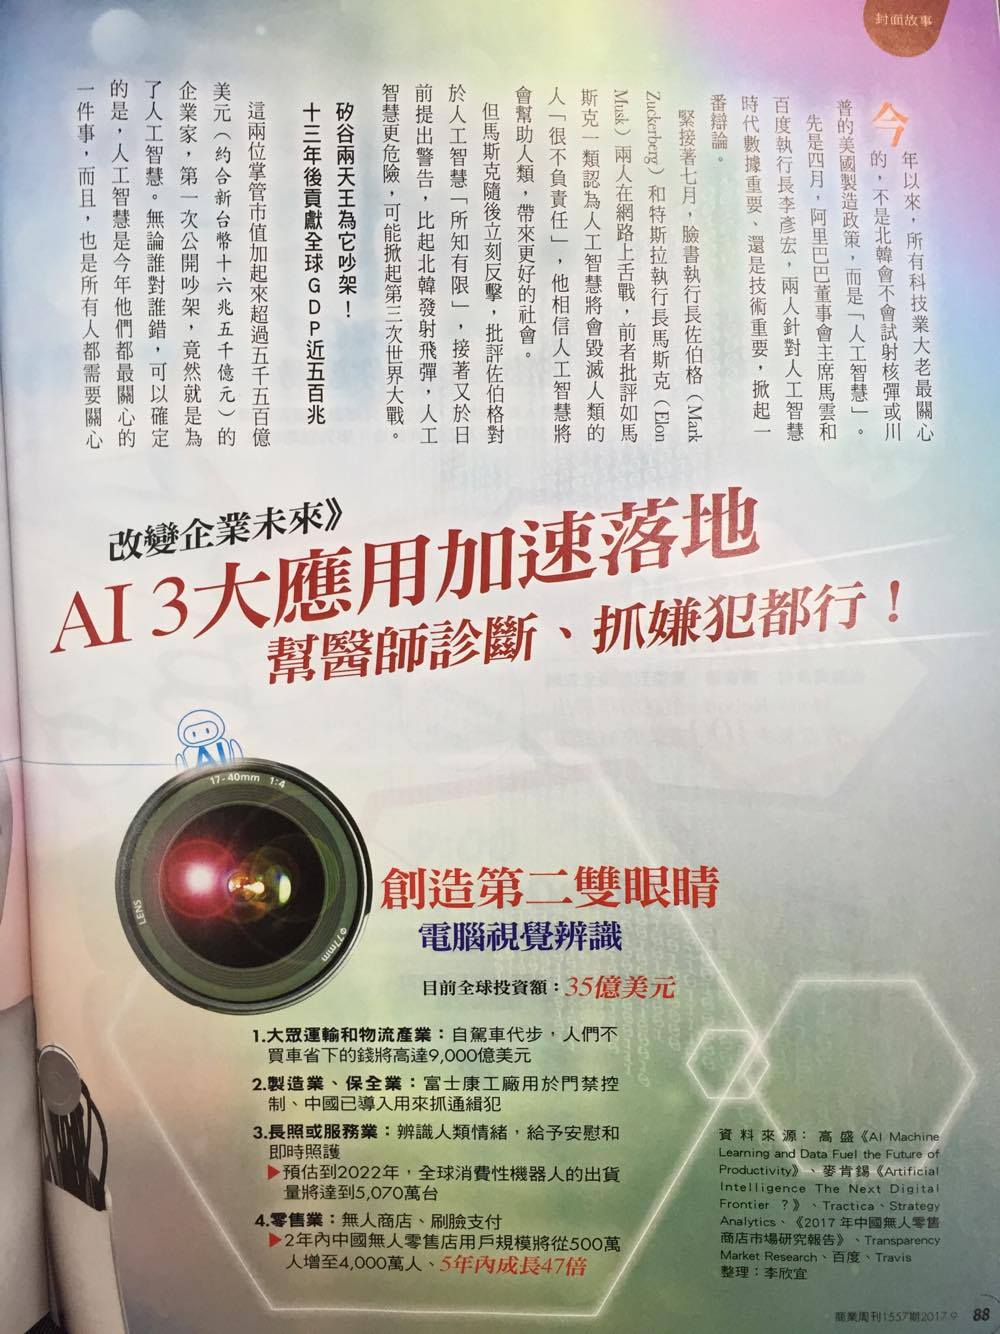 封面故事
今年以來，所有科技業大老最關心
的，不是北韓會不會試射核彈或川
普的美國製造政策，而是「人工智慧」。
先是四月，阿里巴巴董事會主席馬雲和
百度執行長李彥宏，兩人針對人工智慧
時代數據重要、還是技術重要，掀起一
番辯論。
緊接著七月，臉書執行長佐伯格（Mark
Zuckerberg）和特斯拉執行長馬斯克（Elon
Musk）兩人在網路上舌戰，前者批評如馬
斯克一類認為人工智慧將會毀滅人類的
人「很不負責任」，他相信人工智慧將
會幫助人類，帶來更好的社會。
但馬斯克隨後立刻反擊，批評佐伯格對
於人工智慧「所知有限」，接著又於日
前提出警告，比起北韓發射飛彈，人工
智慧更危險，可能掀起第三次世界大戰。
矽谷兩天王為它吵架！
十三年後貢獻全球GDP近五百兆
這兩位掌管市值加起來超過五千五百億
美元（約合新台幣十六兆五千億元）的
企業家，第一次公開吵架，竟然就是為
了人工智慧。無論誰對誰錯，可以確定
的是，人工智慧是今年他們都最關心的
一件事，而且，也是所有人都需要關心
改變企業未來》
AI 3大應用加速落地
幫醫師診斷、抓嫌犯都行！
AI
17-40mm 1:4
LENS
Φ77mm
創造第二雙眼睛
電腦視覺辨識
目前全球投資額：35億美元
1.大眾運輸和物流產業：自駕車代步，人們不
買車省下的錢將高達9,000億美元
2.製造業、保全業：富士康工廠用於門禁控
制、中國已導入用來抓通緝犯
3.長照或服務業：辨識人類情緒，給予安慰和
即時照護
▶預估到2022年，全球消費性機器人的出貨
量將達到5,070萬台
4.零售業：無人商店、刷臉支付
▶2年內中國無人零售店用戶規模將從500萬
人增至4,000萬人、5年內成長47倍
資料來源：高盛《AI Machine
Learning and Data Fuel the Future of
Productivity》、麥肯錫《Artificial
Intelligence The Next Digital
Frontier ？》、Tractica、Strategy
Analytics、《2017年中國無人零售
商店市場研究報告》、Transparency
Market Research、百度、Travis
整理：李欣宜
商業周刊1557期2017.9 88